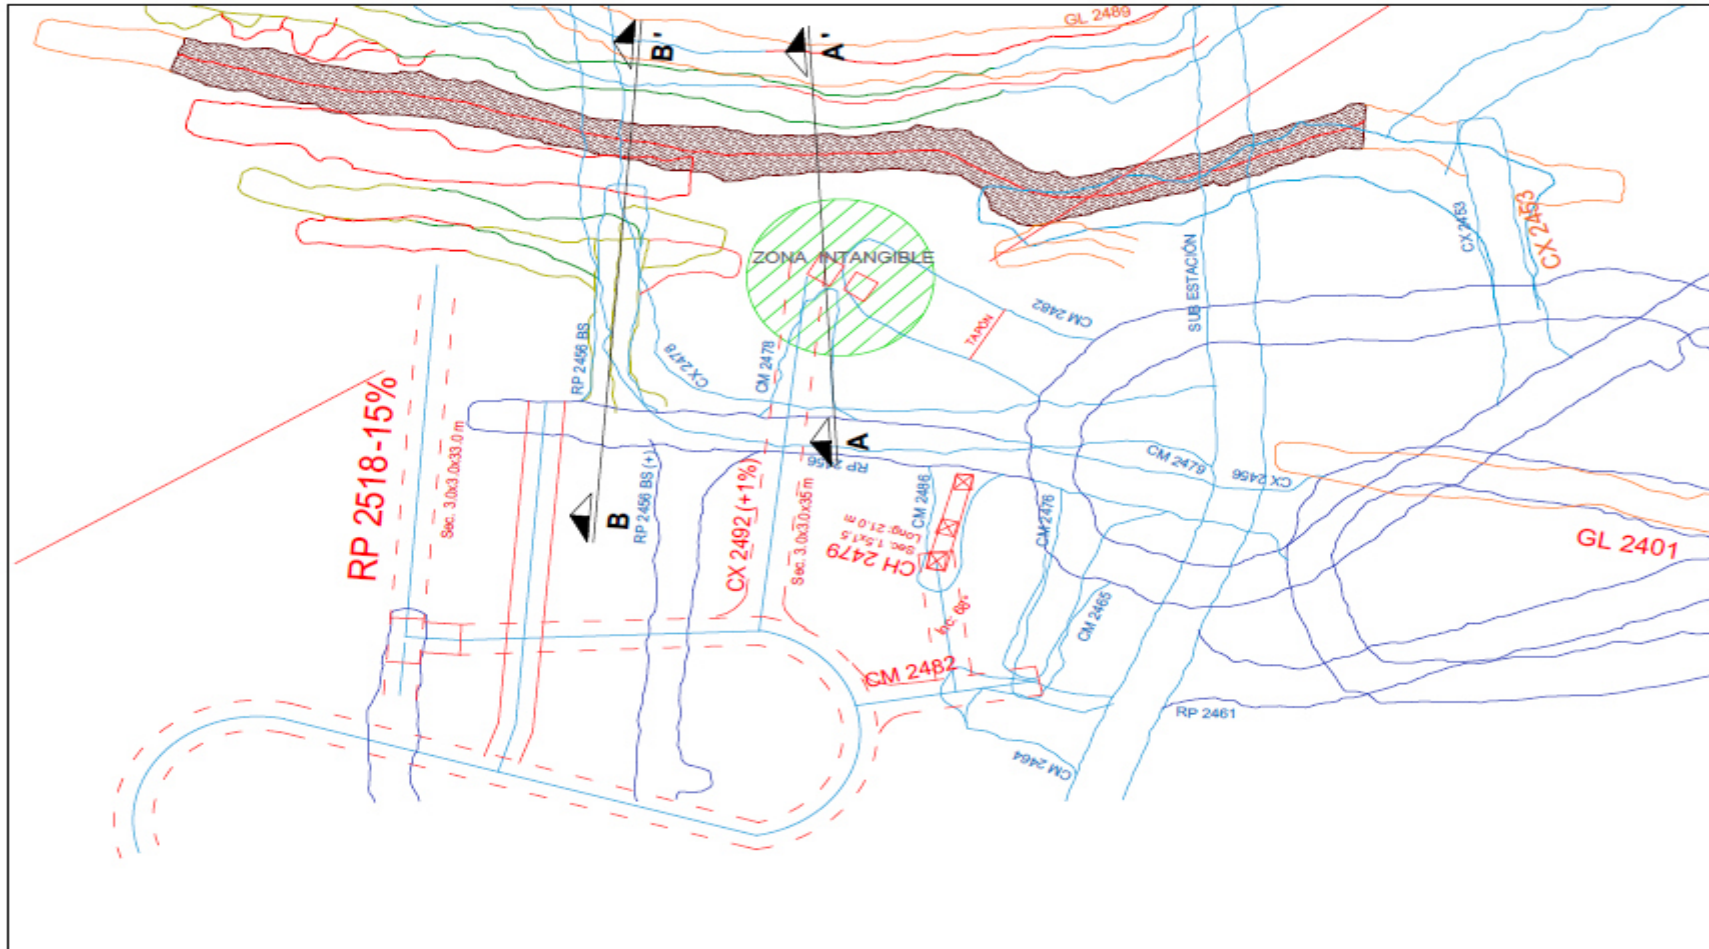 GL 2489
B'
A'
ZONA INTANGIBLE
CX 2453
CX 2453
SUB ESTACIÓN
CM 2482
TAPÓN
RP 2456 BS
CX 2478
CM 2478
RP 2518-15%
Sec. 3.0x3.0x33.0 m
A
B
RP 2456 BS (+)
RP 2456
CX 2492 (+1%)
Sec. 3.0x3.0x35 m
CM 2486
CM 2479
CX 2456
CM 2476
CH 2479
Sec. 1.5x1.5
Long: 21.0 m
GL 2401
CM 2465
Inc: 68°
CM 2482
RP 2461
CM 2464